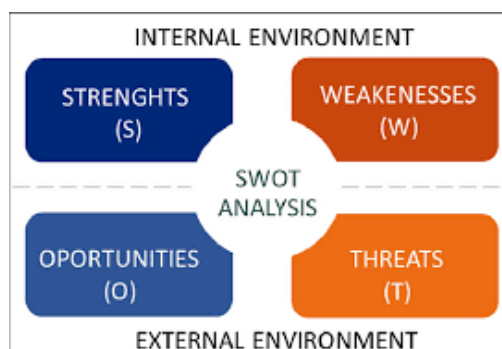 INTERNAL ENVIRONMENT
STRENGHTS
(S)
WEAKENESSES
(W)
SWOT
ANALYSIS
OPORTUNITIES
(O)
THREATS
(T)
EXTERNAL ENVIRONMENT